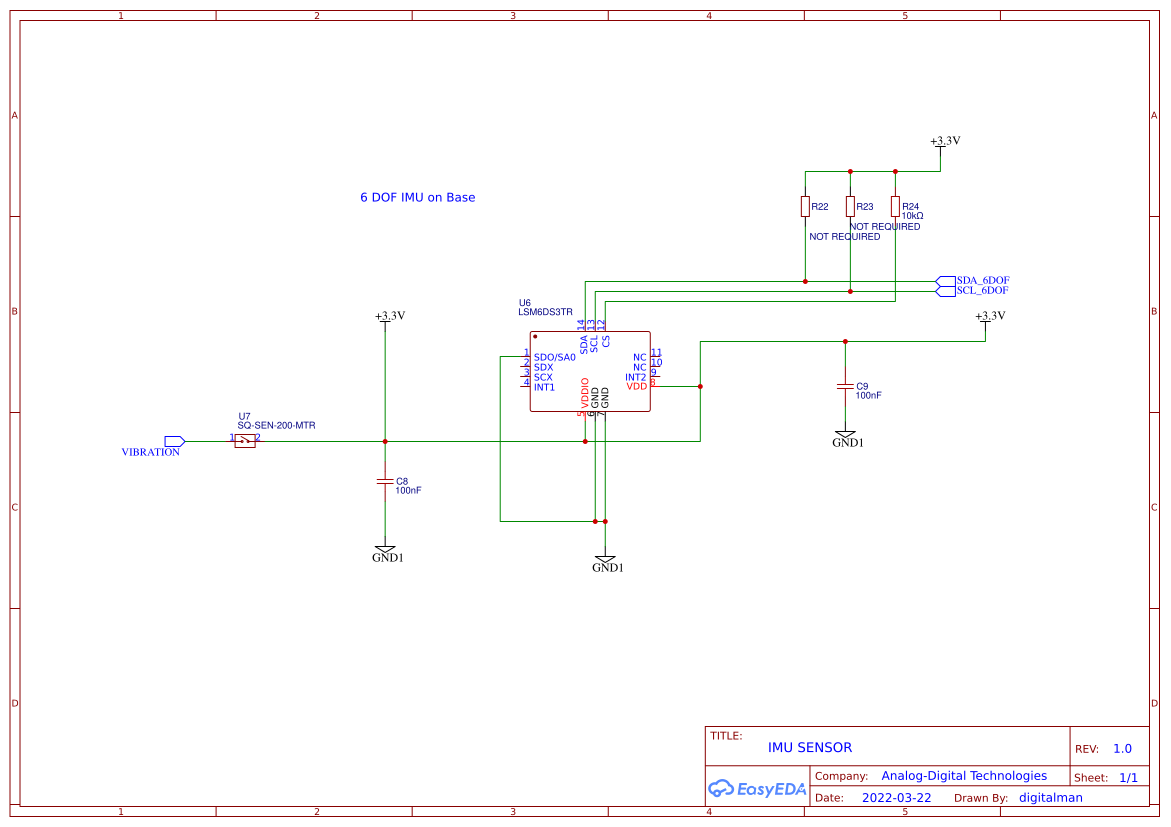 1 2 3 4 5
A A
+3.3V
6 DOF IMU on Base
R22 R23 R24
10kΩ
NOT REQUIRED
NOT REQUIRED
SDA_6DOF
SCL_6DOF
B B
+3.3V
+3.3V
U6
LSM6DS3TR
14 13 12
SDA SCL CS
1 SDO/SA0 NC 11
2 SDX NC 10
3 SCX INT2 9
4 INT1 VDD 8
VDDIO GND GND
5 6 7
C9
100nF
GND1
U7
SQ-SEN-200-MTR
1 2
VIBRATION
C8
100nF
C C
GND1
GND1
D D
TITLE:
IMU SENSOR
REV: 1.0
EasyEDA
Company: Analog-Digital Technologies
Sheet: 1/1
Date: 2022-03-22 Drawn By: digitalman
1 2 3 4 5